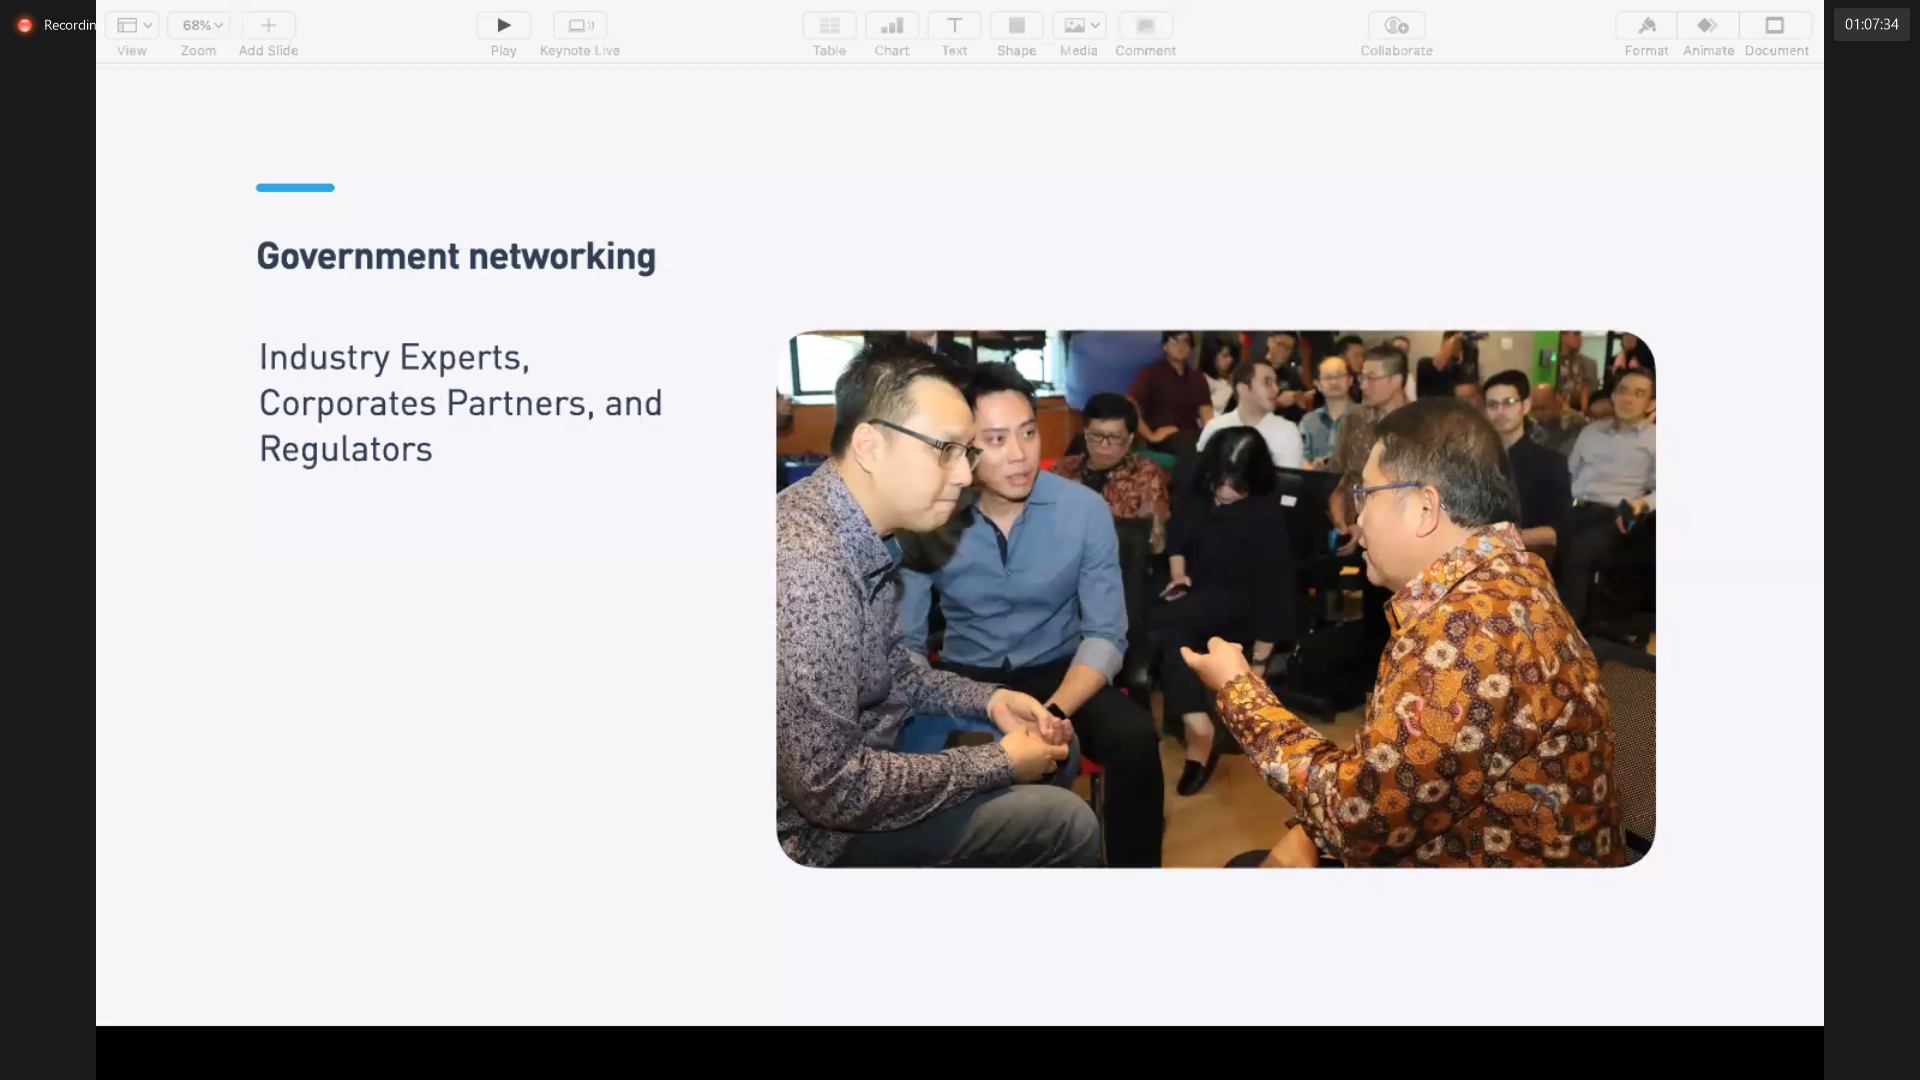 Recording
01:07:34
68%
View
Zoom
Add Slide
Play
Keynote Live
Table
Chart
Text
Shape
Media
Comment
Collaborate
Format
Animate
Document
Government networking
Industry Experts,
Corporates Partners, and
Regulators